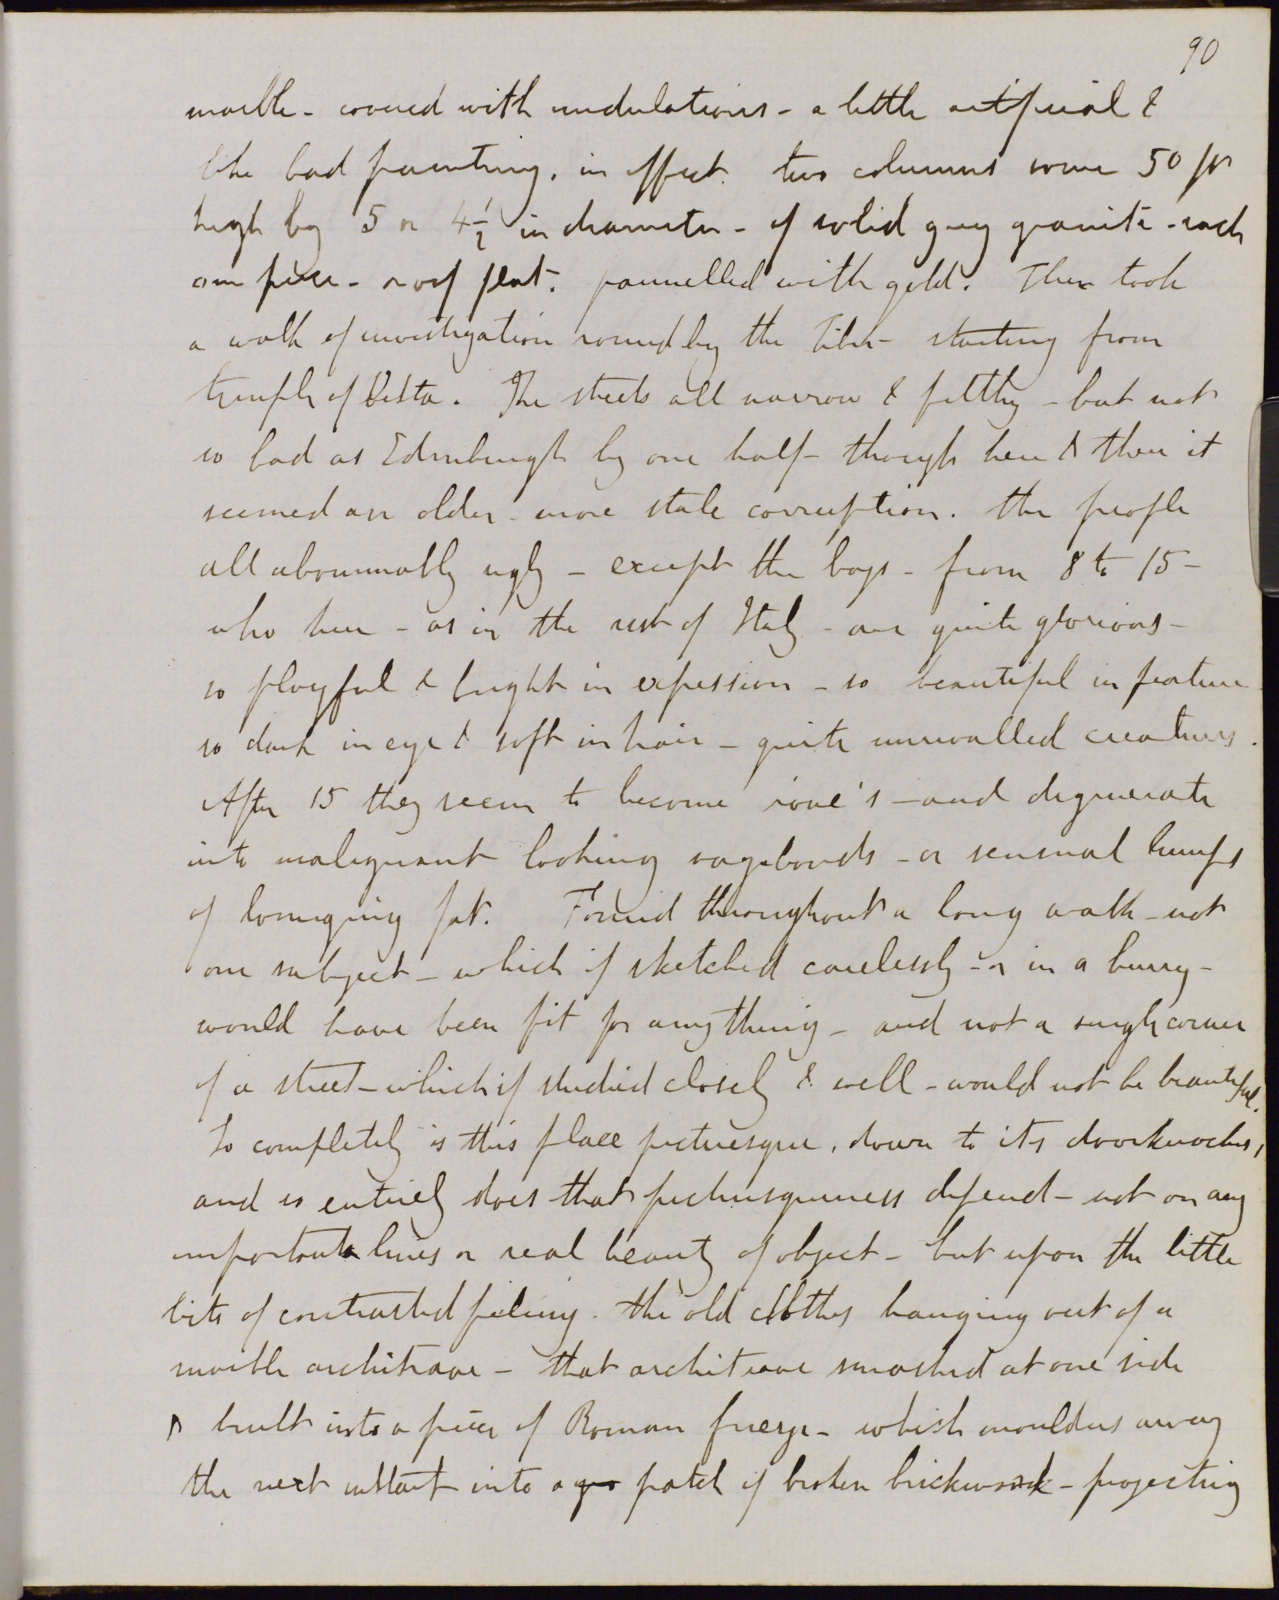 90
marble - covered with undulations - a little artificial &
like bad painting, in effect. two columns some 50 ft
high by 5 or 4 1/2 in diameter - of solid grey granite - each
one piece - roof flat. pannelled with gold. Then took
a walk of investigation round by the Tiber - starting from
temple of Vesta. The streets all narrow & filthy - but not
so bad as Edinburgh by one half - though here & there it
seemed an older - more stale corruption. the people
all abominably ugly - except the boys - from 8 to 15 -
who here - as in the rest of Italy - are quite glorious -
so playful & bright in expression - so beautiful in feature -
so dark in eye & soft in hair - quite unrivalled creatures.
After 15 they seem to become roue's - and degenerate
into malignant looking vagabonds - or sensual lumps
of lounging fat. Found throughout a long walk - not
one subject - which if sketched carelessly - or in a hurry -
would have been fit for any thing - and not a single corner
of a street - which if studied closely & well - would not be beautiful.
So completely is this place picturesque, down to its doorknockers,
and so entirely does that picturesqueness depend - not on any
important lines or real beauty of object - but upon the little
bits of contrasted feeling - the old clothes hanging out of a
marble architrave - that architrave smashed at one side
& built into a piece of Roman frieze - which moulders away
the next instant into a patch of broken brickwork - projecting